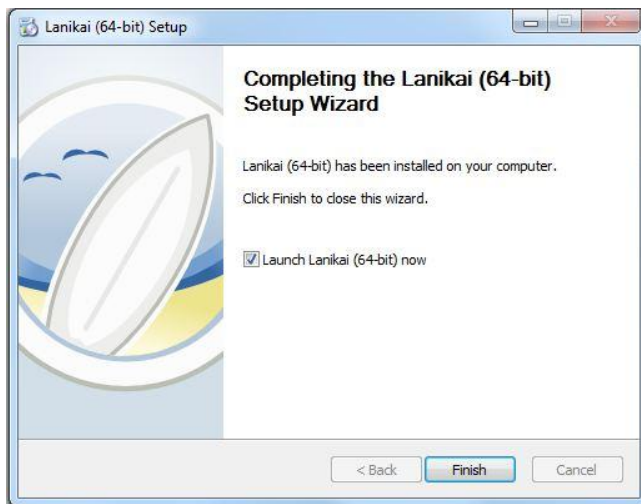 Lanikai (64-bit) Setup
Completing the Lanikai (64-bit)
Setup Wizard
Lanikai (64-bit) has been installed on your computer.
Click Finish to close this wizard.
Launch Lanikai (64-bit) now
< Back Finish Cancel